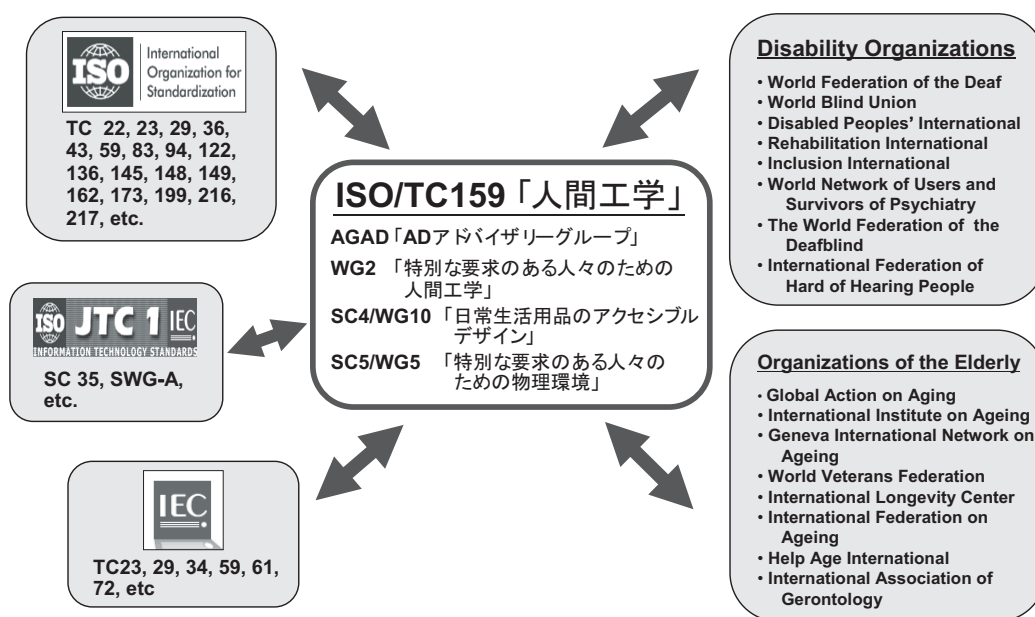 ISO
International
Organization for
Standardization
TC 22, 23, 29, 36,
43, 59, 83, 94, 122,
136, 145, 148, 149,
162, 173, 199, 216,
217, etc.
ISO JTC 1 IEC
INFORMATION TECHNOLOGY STANDARDS
SC 35, SWG-A,
etc.
IEC
TC23, 29, 34, 59, 61,
72, etc
ISO/TC159「人間工学」
AGAD「ADアドバイザリーグループ」
WG2 「特別な要求のある人々のための
人間工学」
SC4/WG10「日常生活用品のアクセシブル
デザイン」
SC5/WG5 「特別な要求のある人々の
ための物理環境」
Disability Organizations
• World Federation of the Deaf
• World Blind Union
• Disabled Peoples’ International
• Rehabilitation International
• Inclusion International
• World Network of Users and
Survivors of Psychiatry
• The World Federation of the
Deafblind
• International Federation of
Hard of Hearing People
Organizations of the Elderly
• Global Action on Aging
• International Institute on Ageing
• Geneva International Network on
Ageing
• World Veterans Federation
• International Longevity Center
• International Federation on
Ageing
• Help Age International
• International Association of
Gerontology